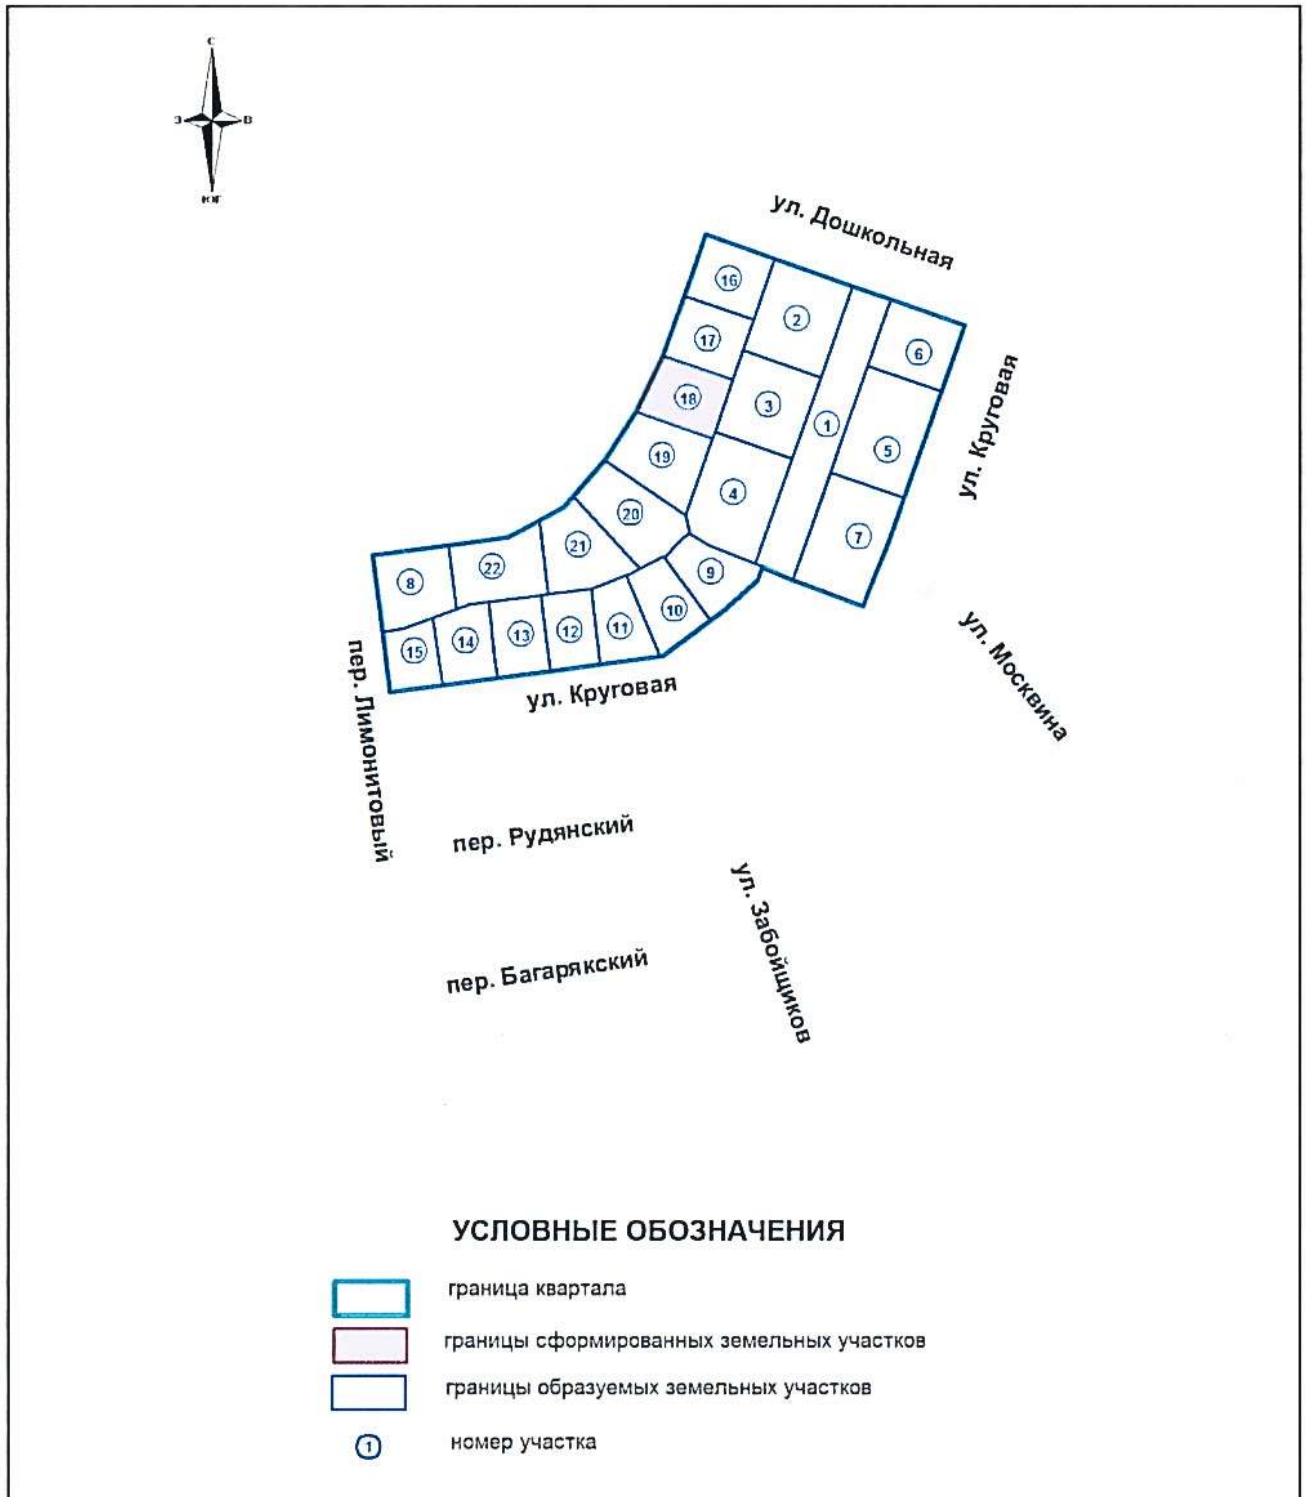 С
З
В
ЮГ
ул. Дошкольная
16
2
17
6
18
3
1
ул. Круговая
19
5
4
20
7
21
22
8
9
10
11
12
13
14
15
ул. Москвина
пер. Лимонитовый
ул. Круговая
пер. Рудянский
ул. Забойщиков
пер. Багарякский
УСЛОВНЫЕ ОБОЗНАЧЕНИЯ
граница квартала
границы сформированных земельных участков
границы образуемых земельных участков
1
номер участка